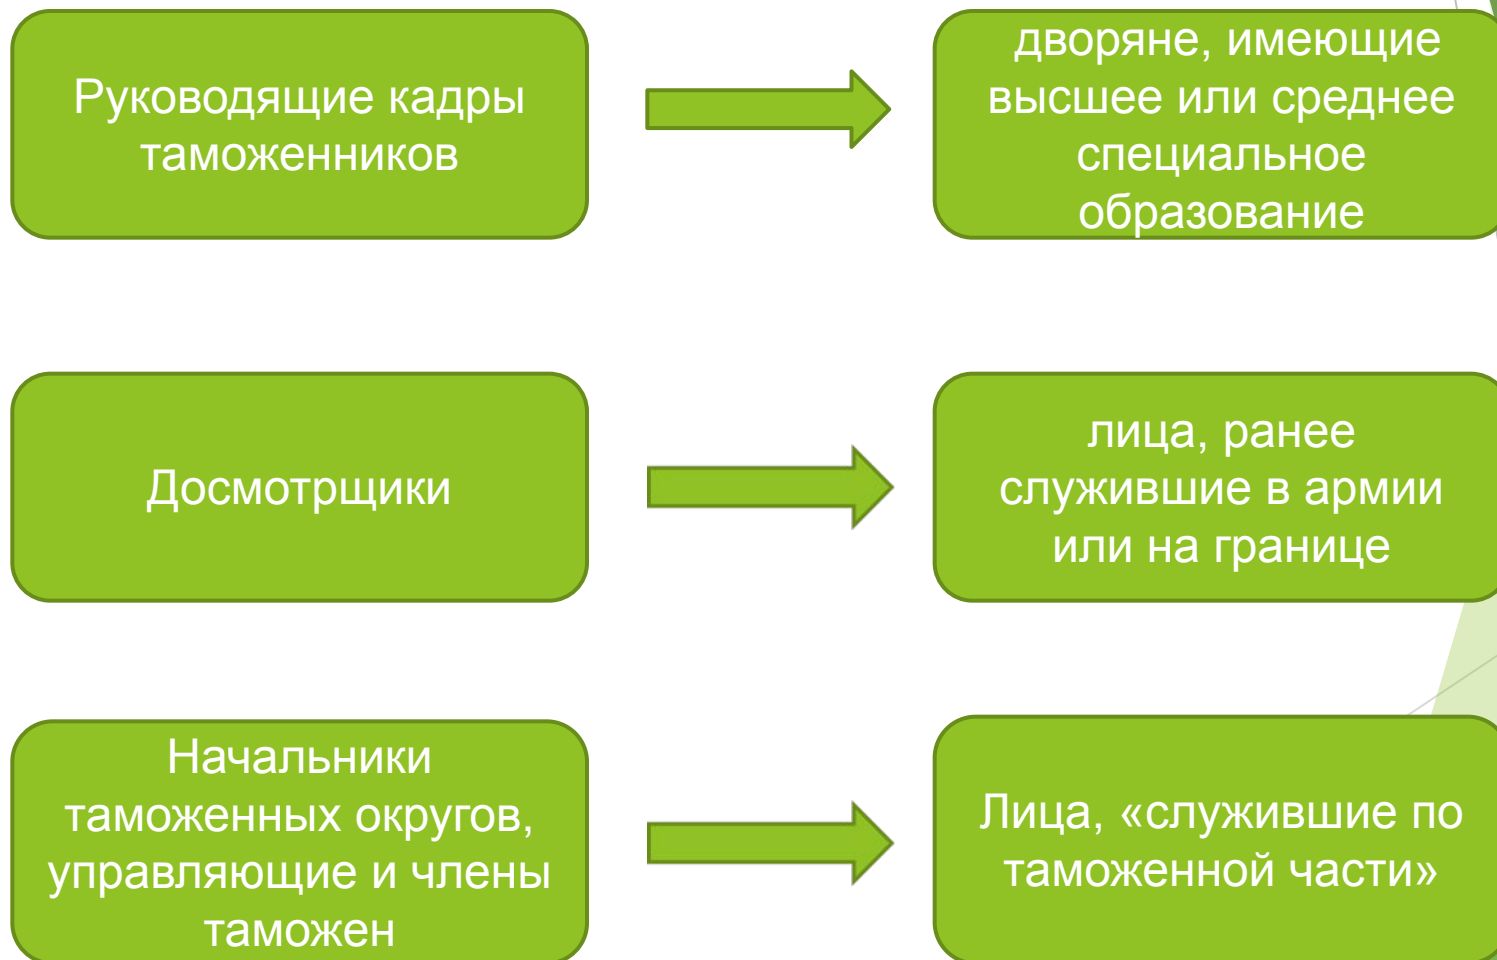 Руководящие кадры
таможенников
дворяне, имеющие
высшее или среднее
специальное
образование
Досмотрщики
лица, ранее
служившие в армии
или на границе
Начальники
таможенных округов,
управляющие и члены
таможен
Лица, «служившие по
таможенной части»